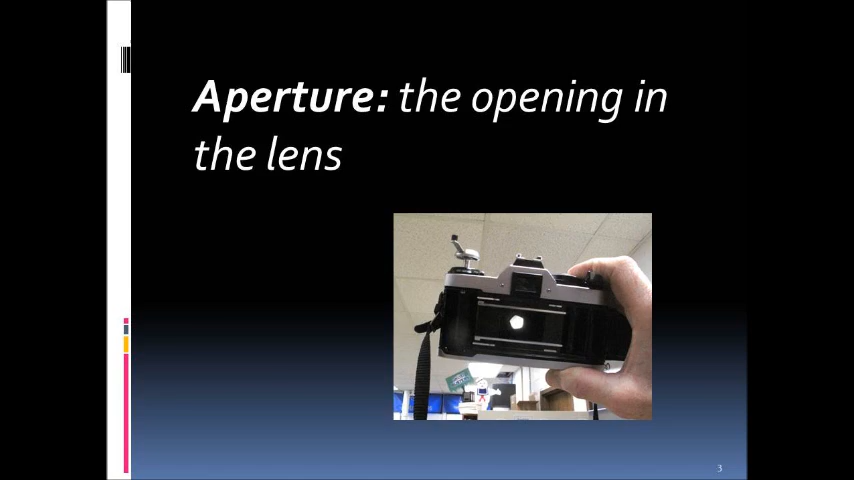 Aperture: the opening in
the lens
3